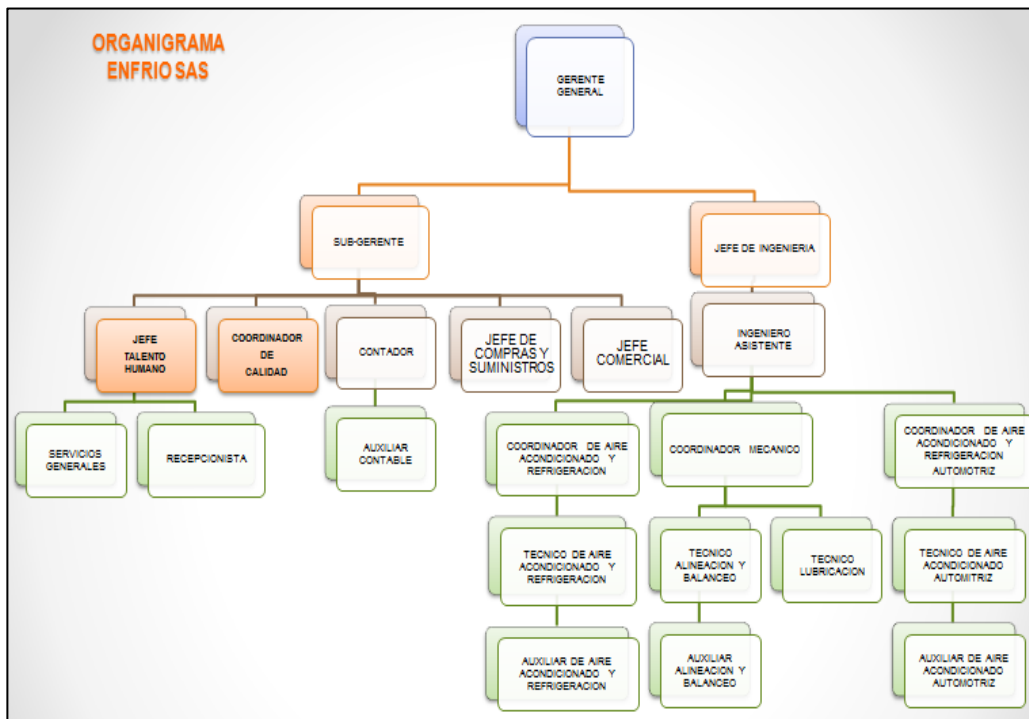 ORGANIGRAMA
ENFRIO SAS
GERENTE
GENERAL
SUB-GERENTE
JEFE DE INGENIERIA
JEFE
TALENTO
HUMANO
COORDINADOR
DE
CALIDAD
CONTADOR
JEFE DE
COMPRAS Y
SUMINISTROS
JEFE
COMERCIAL
INGENIERO
ASISTENTE
SERVICIOS
GENERALES
RECEPCIONISTA
AUXILIAR
CONTABLE
COORDINADOR DE AIRE
ACONDICIONADO Y
REFRIGERACION
COORDINADOR MECANICO
COORDINADOR DE AIRE
ACONDICIONADO Y
REFRIGERACION
AUTOMOTRIZ
TECNICO DE AIRE
ACONDICIONADO Y
REFRIGERACION
TECNICO
ALINEACION Y
BALANCEO
TECNICO
LUBRICACION
TECNICO DE AIRE
ACONDICIONADO
AUTOMITRIZ
AUXILIAR DE AIRE
ACONDICIONADO Y
REFRIGERACION
AUXILIAR
ALINEACION Y
BALANCEO
AUXILIAR DE AIRE
ACONDICIONADO
AUTOMOTRIZ